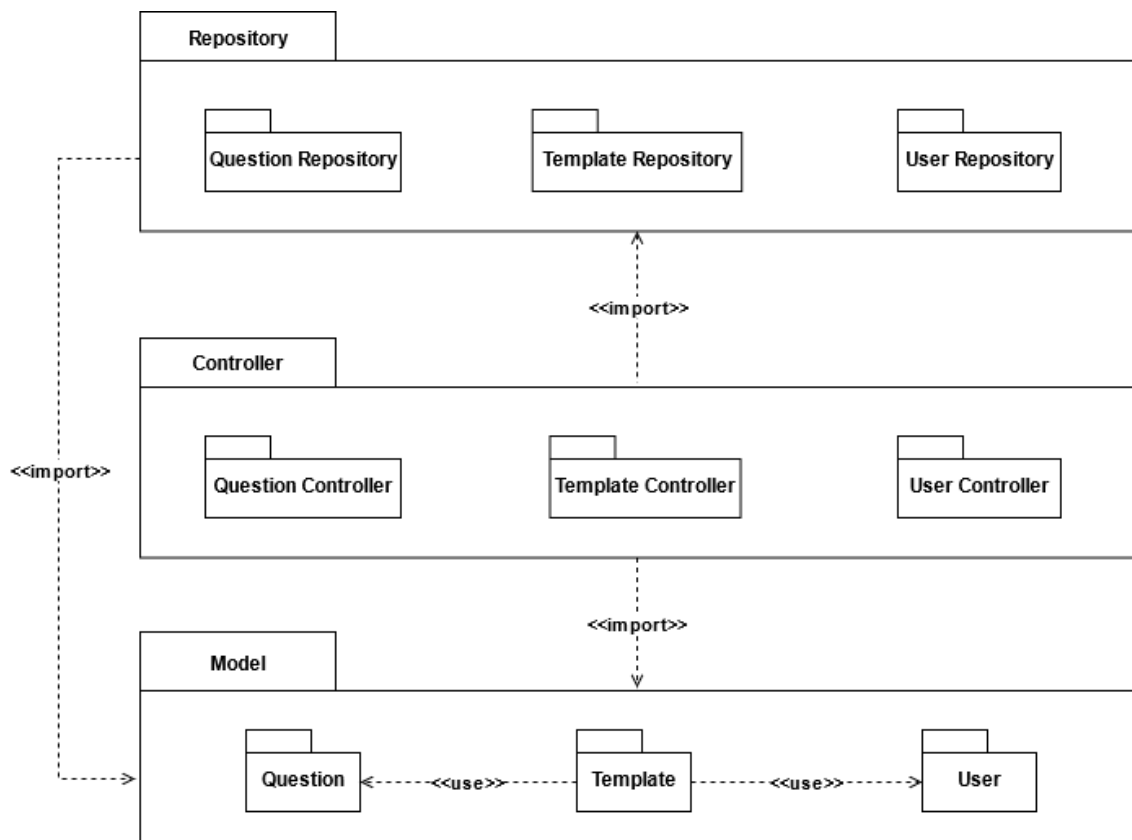 Repository
Question Repository
Template Repository
User Repository
<<import>>
Controller
Question Controller
Template Controller
User Controller
<<import>>
<<import>>
Model
Question
<<use>>
Template
<<use>>
User